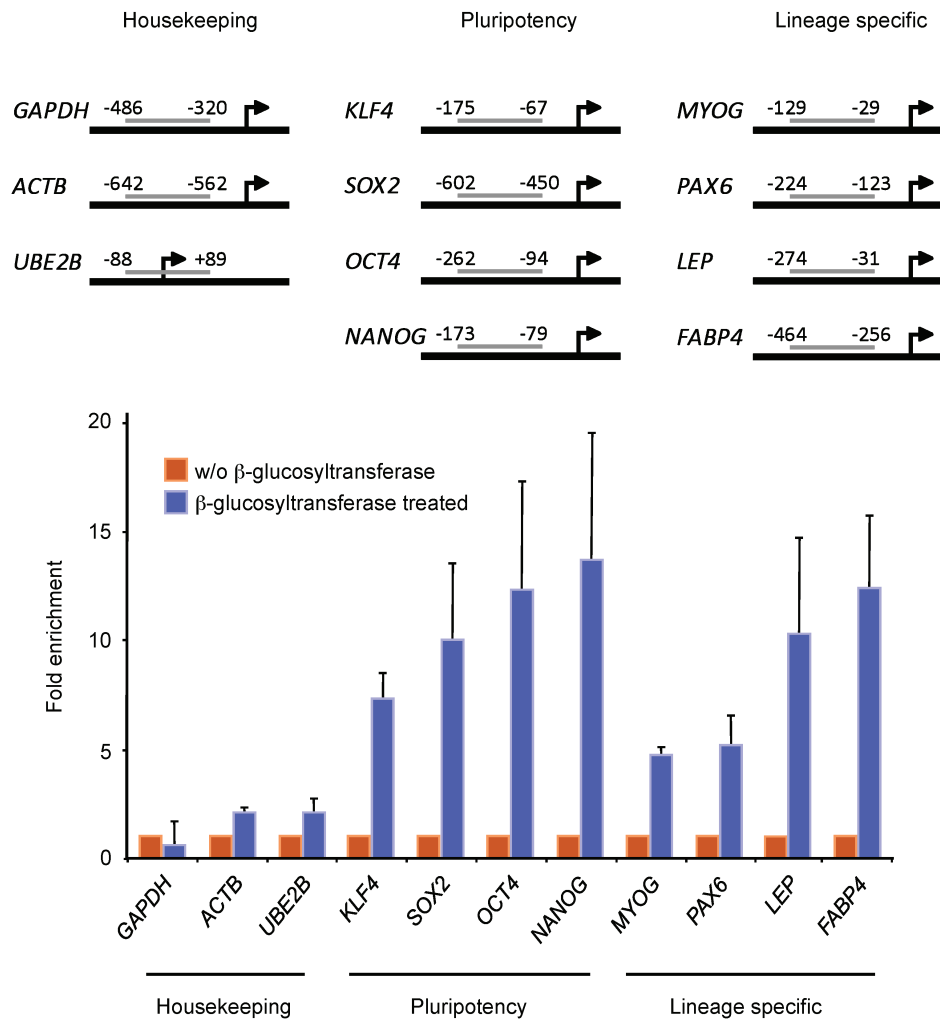 Housekeeping Pluripotency Lineage specific
GAPDH -486 -320 KLF4 -175 -67 MYOG -129 -29
ACTB -642 -562 SOX2 -602 -450 PAX6 -224 -123
UBE2B -88 +89 OCT4 -262 -94 LEP -274 -31
NANOG -173 -79 FABP4 -464 -256
20
w/o β-glucosyltransferase
β-glucosyltransferase treated
15
10
Fold enrichment
5
0
GAPDH ACTB UBE2B KLF4 SOX2 OCT4 NANOG MYOG PAX6 LEP FABP4
Housekeeping Pluripotency Lineage specific